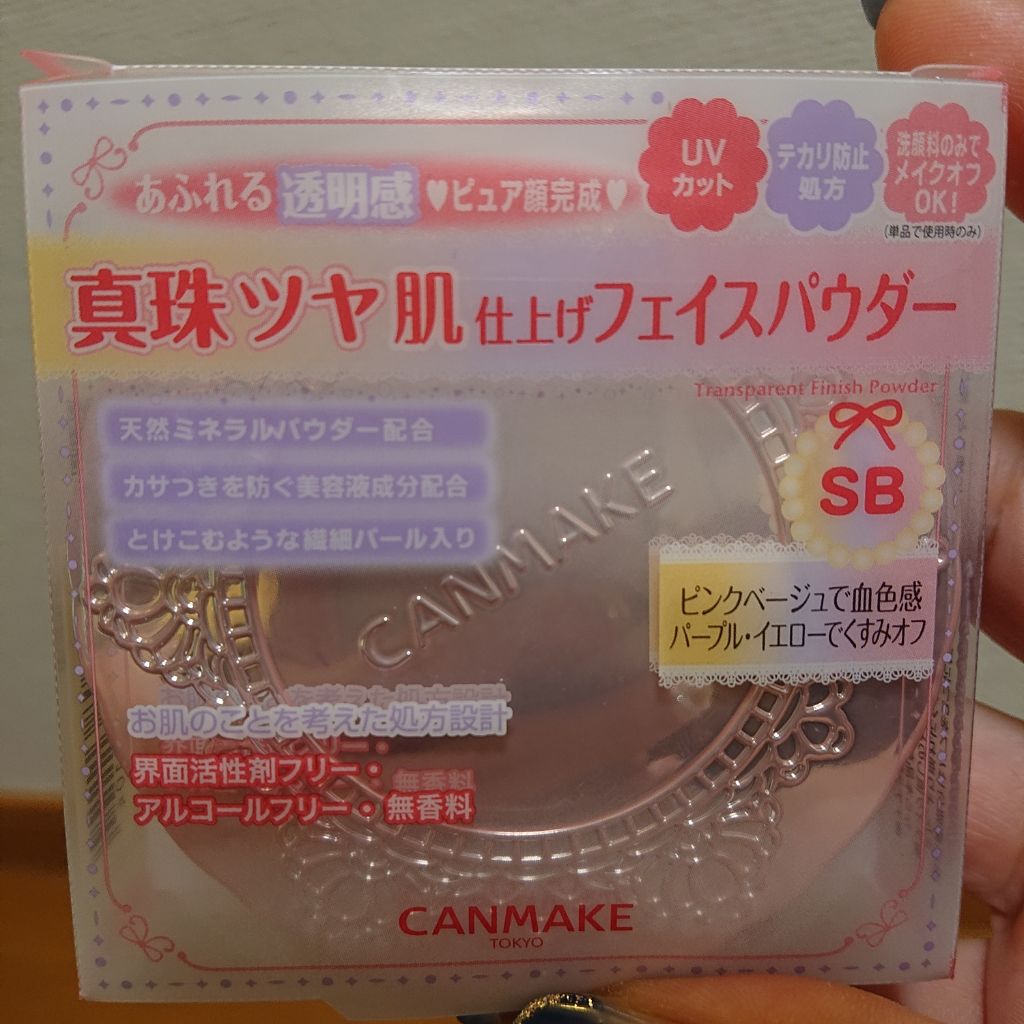 UV
カット
テカリ防止
処方
洗顔料のみで
メイクオフ
OK!
(単品で使用時のみ)
あふれる透明感♥ピュア顔完成♥
真珠ツヤ肌仕上げフェイスパウダー
Transparent Finish Powder
天然ミネラルパウダー配合
カサつきを防ぐ美容液成分配合
とけこむような繊細パール入り
SB
CANMAKE
ピンクベージュで血色感
パープル・イエローでくすみオフ
お肌のことを考えた処方設計
界面活性剤フリー・
アルコールフリー・無香料
CANMAKE
TOKYO